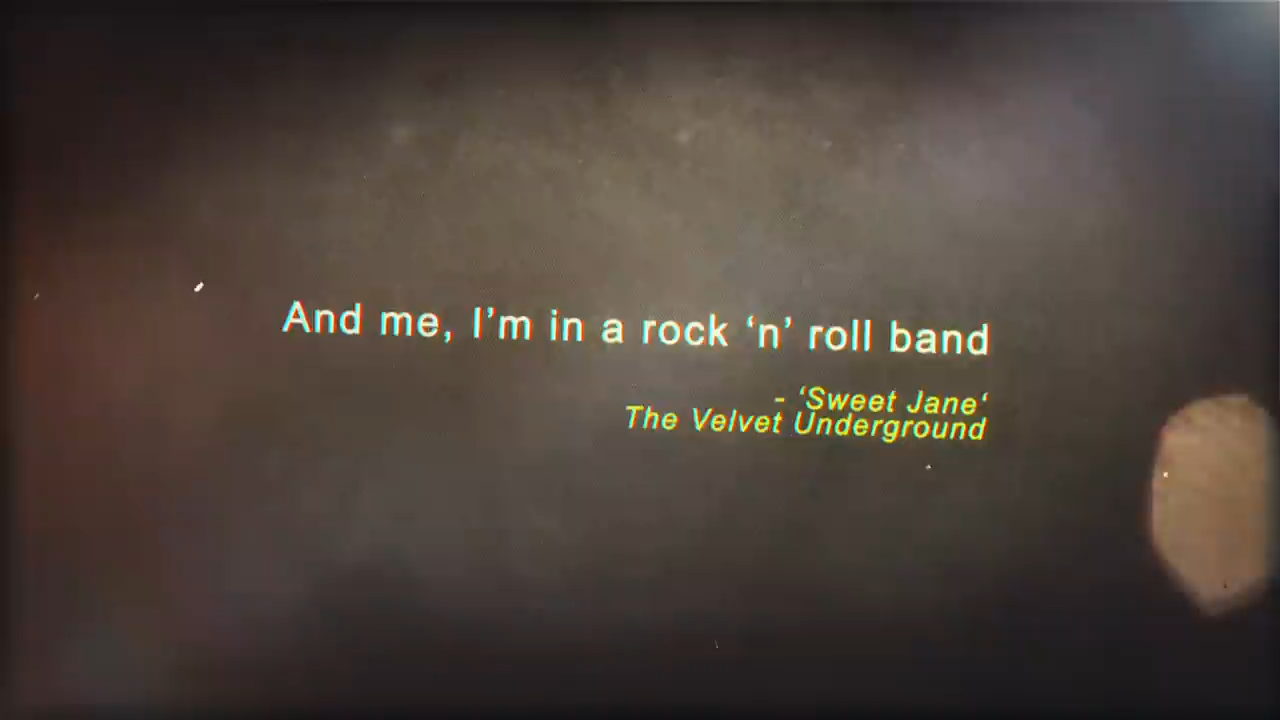 And me, I’m in a rock ‘n’ roll band
- ‘Sweet Jane‘
The Velvet Underground